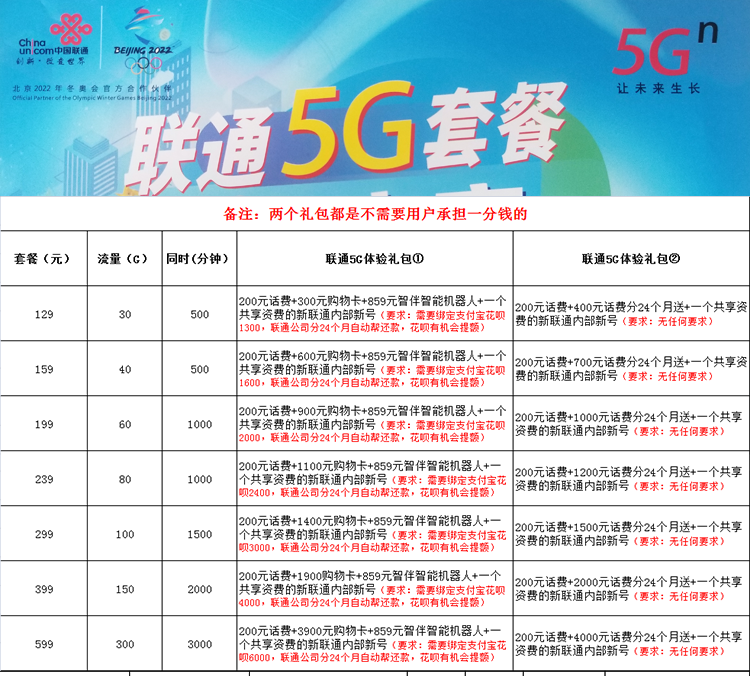 China
unicom中国联通
创新·改变世界
BEIJING 2022
北京2022年冬奥会官方合作伙伴
Official Partner of the Olympic Winter Games Beijing 2022
5Gⁿ
让未来生长
联通5G套餐
备注：两个礼包都是不需要用户承担一分钱的
套餐（元） 流量（G） 同时(分钟) 联通5G体验礼包① 联通5G体验礼包②
129 30 500
200元话费+300元购物卡+859元智伴智能机器人+一个
共享资费的新联通内部新号（要求：需要绑定支付宝花呗
1300，联通公司分24个月自动帮还款，花呗有机会提额）
200元话费+400元话费分24个月送+一个共享资
费的新联通内部新号（要求：无任何要求）
159 40 500
200元话费+600元购物卡+859元智伴智能机器人+一个
共享资费的新联通内部新号（要求：需要绑定支付宝花呗
1600，联通公司分24个月自动帮还款，花呗有机会提额）
200元话费+700元话费分24个月送+一个共享资
费的新联通内部新号（要求：无任何要求）
199 60 1000
200元话费+900元购物卡+859元智伴智能机器人+一个
共享资费的新联通内部新号（要求：需要绑定支付宝花呗
2000，联通公司分24个月自动帮还款，花呗有机会提额）
200元话费+1000元话费分24个月送+一个共享
资费的新联通内部新号（要求：无任何要求）
239 80 1000
200元话费+1100元购物卡+859元智伴智能机器人+一
个共享资费的新联通内部新号（要求：需要绑定支付宝花
呗2400，联通公司分24个月自动帮还款，花呗有机会提额）
200元话费+1200元话费分24个月送+一个共享
资费的新联通内部新号（要求：无任何要求）
299 100 1500
200元话费+1400元购物卡+859元智伴智能机器人+一
个共享资费的新联通内部新号（要求：需要绑定支付宝花
呗3000，联通公司分24个月自动帮还款，花呗有机会提额）
200元话费+1500元话费分24个月送+一个共享
资费的新联通内部新号（要求：无任何要求）
399 150 2000
200元话费+1900购物卡+859元智伴智能机器人+一个
共享资费的新联通内部新号（要求：需要绑定支付宝花呗
4000，联通公司分24个月自动帮还款，花呗有机会提额）
200元话费+2000元话费分24个月送+一个共享
资费的新联通内部新号（要求：无任何要求）
599 300 3000
200元话费+3900元购物卡+859元智伴智能机器人+一
个共享资费的新联通内部新号（要求：需要绑定支付宝花
呗6000，联通公司分24个月自动帮还款，花呗有机会提额）
200元话费+4000元话费分24个月送+一个共享
资费的新联通内部新号（要求：无任何要求）